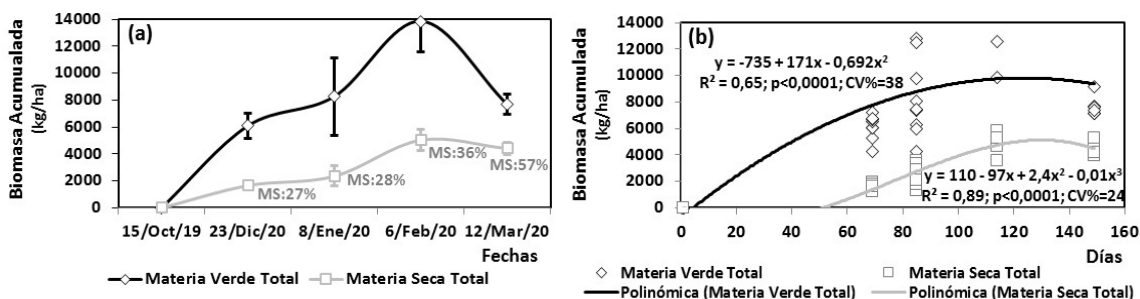 (a)
Biomasa Acumulada
(kg/ha)
14000
12000
10000
8000
6000
4000
2000
0
MS:27%
MS:28%
MS:36%
MS:57%
15/Oct/19 23/Dic/20 8/Ene/20 6/Feb/20 12/Mar/20
Fechas
Materia Verde Total Materia Seca Total
(b)
Biomasa Acumulada
(kg/ha)
14000
12000
10000
8000
6000
4000
2000
0
y = -735 + 171x - 0,692x²
R² = 0,65; p<0,0001; CV%=38
y = 110 - 97x + 2,4x² - 0,01x³
R² = 0,89; p<0,0001; CV%=24
0 20 40 60 80 100 120 140 160
Días
Materia Verde Total Materia Seca Total
Polinómica (Materia Verde Total) Polinómica (Materia Seca Total)